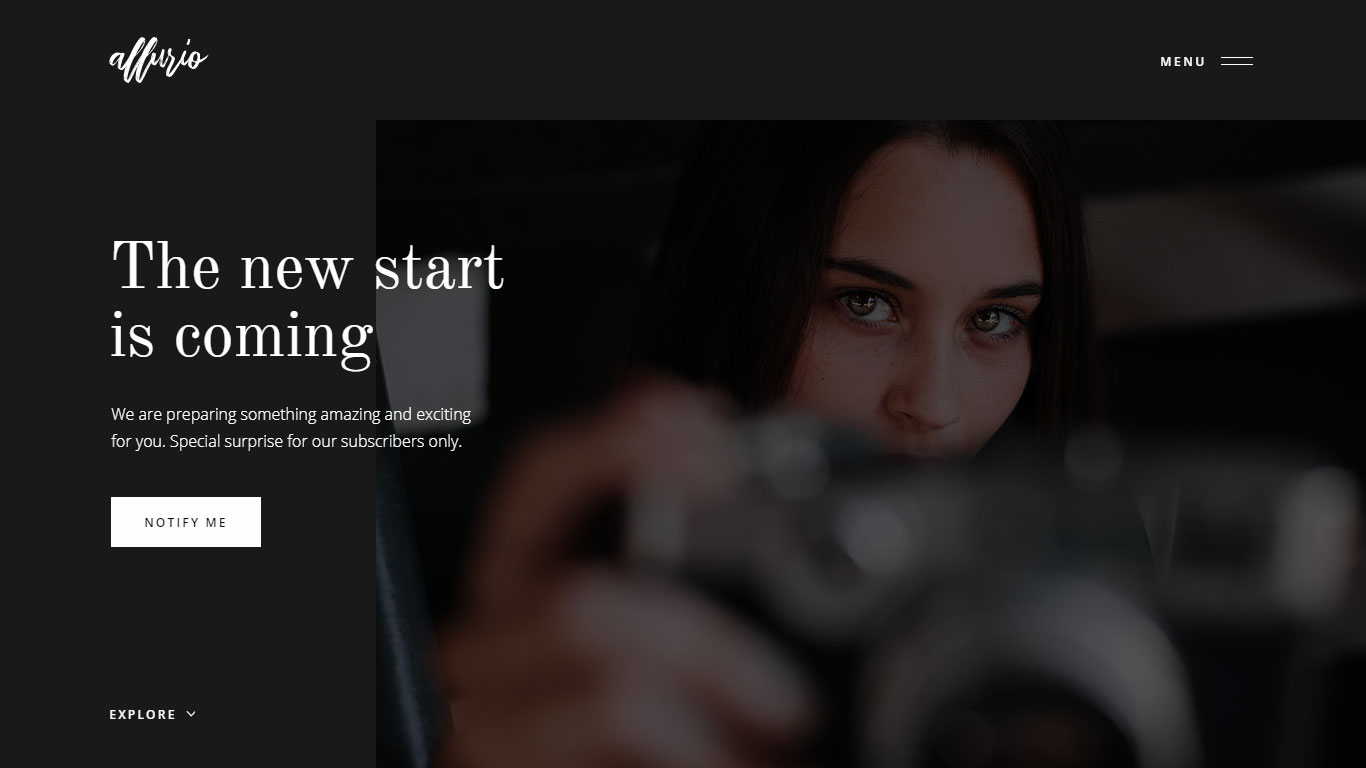 affurio
MENU
The new start
is coming
We are preparing something amazing and exciting
for you. Special surprise for our subscribers only.
NOTIFY ME
EXPLORE